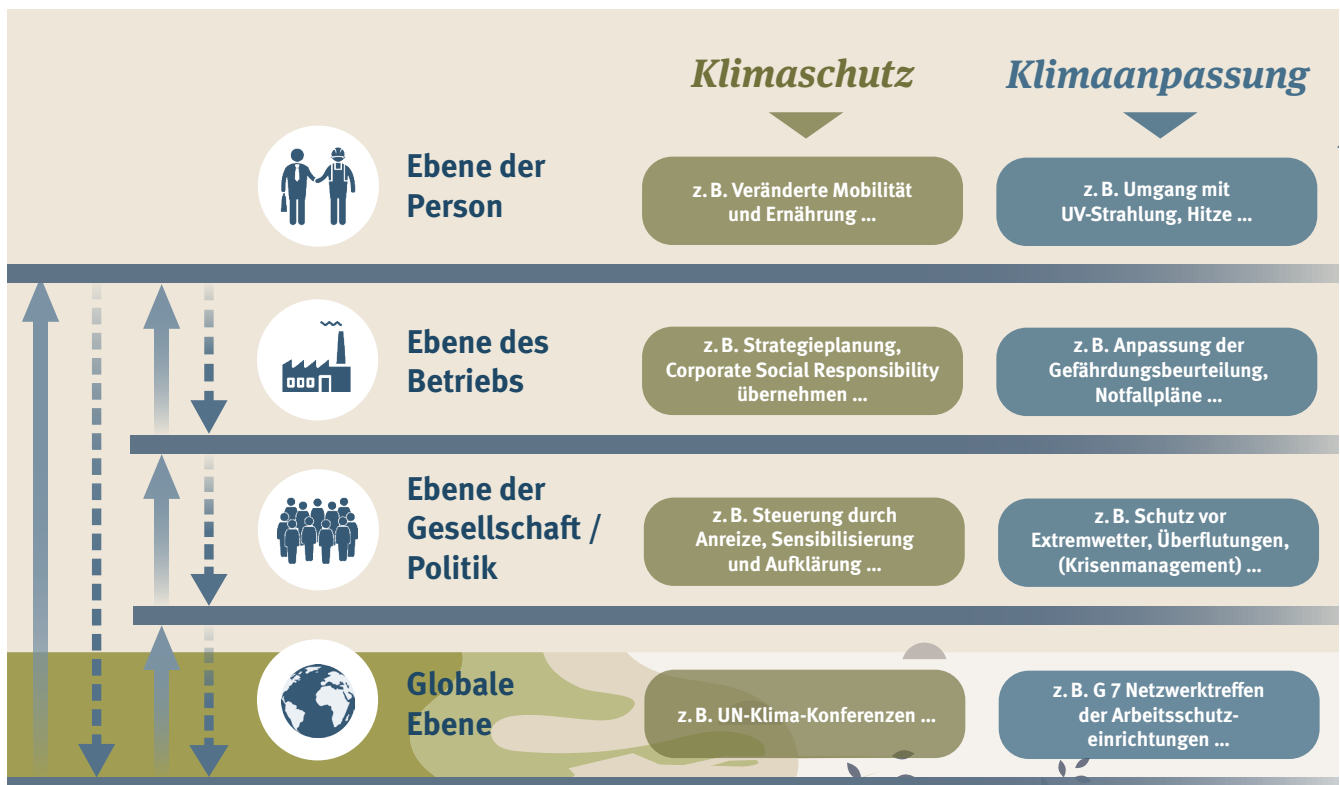 Klimaschutz
Klimaanpassung
Ebene der
Person
z. B. Veränderte Mobilität
und Ernährung ...
z. B. Umgang mit
UV-Strahlung, Hitze ...
Ebene des
Betriebs
z. B. Strategieplanung,
Corporate Social Responsibility
übernehmen ...
z. B. Anpassung der
Gefährdungsbeurteilung,
Notfallpläne ...
Ebene der
Gesellschaft /
Politik
z. B. Steuerung durch
Anreize, Sensibilisierung
und Aufklärung ...
z. B. Schutz vor
Extremwetter, Überflutungen,
(Krisenmanagement) ...
Globale
Ebene
z. B. UN-Klima-Konferenzen ...
z. B. G 7 Netzwerktreffen
der Arbeitsschutz-
einrichtungen ...